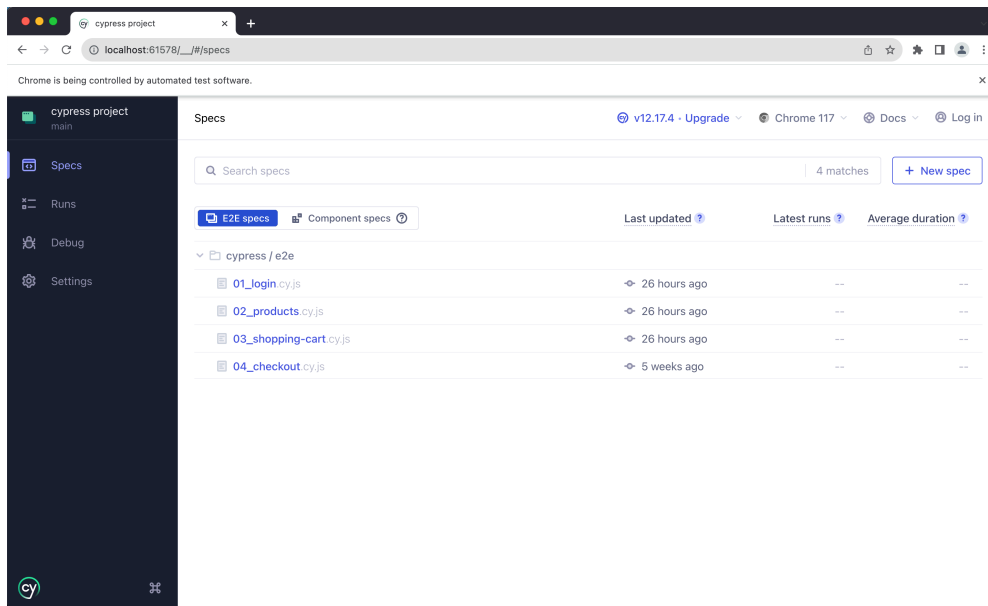 cypress project
localhost:61578/__/#/specs
Chrome is being controlled by automated test software.
cypress project
main
Specs
Runs
Debug
Settings
cy
Specs
v12.17.4 · Upgrade
Chrome 117
Docs
Log in
Search specs
4 matches
+ New spec
E2E specs
Component specs ?
Last updated ?
Latest runs ?
Average duration ?
cypress / e2e
01_login.cy.js 26 hours ago -- --
02_products.cy.js 26 hours ago -- --
03_shopping-cart.cy.js 26 hours ago -- --
04_checkout.cy.js 5 weeks ago -- --